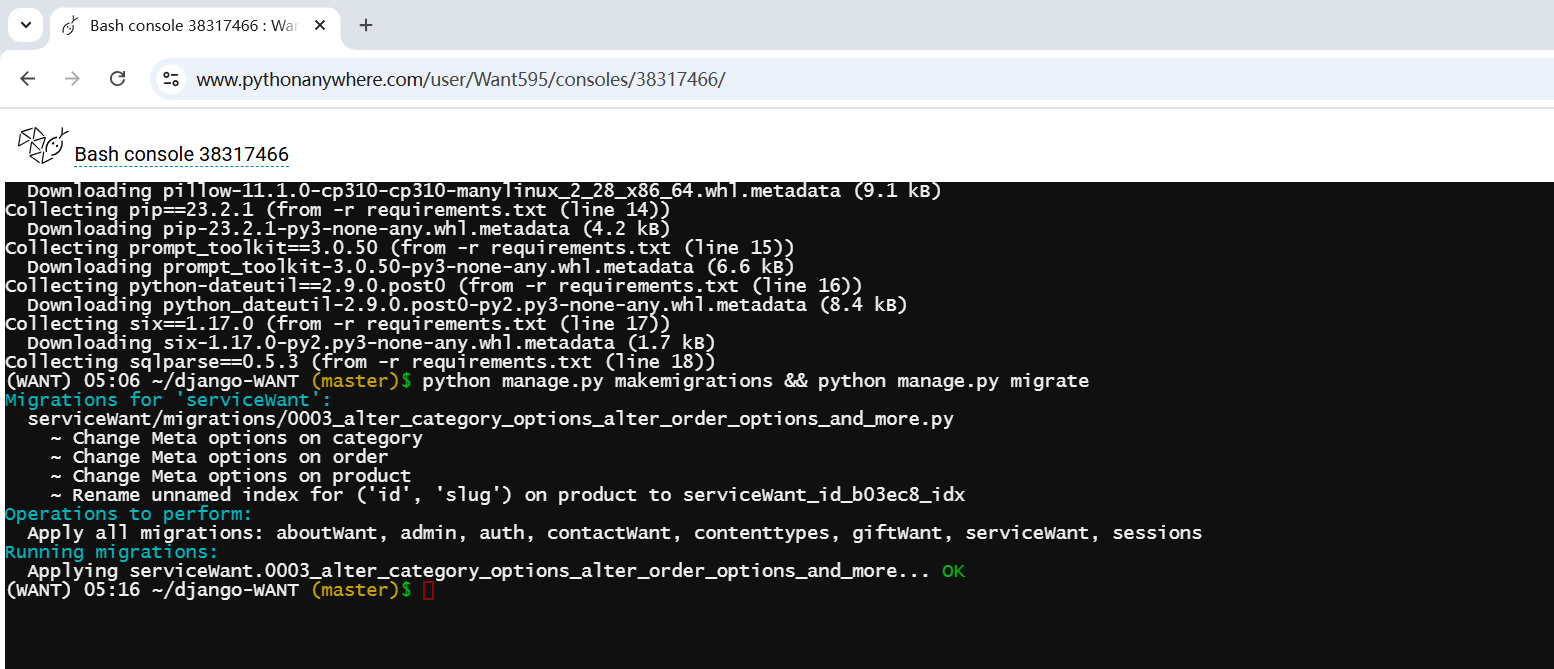 Bash console 38317466 : War
www.pythonanywhere.com/user/Want595/consoles/38317466/
Bash console 38317466
Downloading pillow-11.1.0-cp310-cp310-manylinux_2_28_x86_64.whl.metadata (9.1 kB)
Collecting pip==23.2.1 (from -r requirements.txt (line 14))
Downloading pip-23.2.1-py3-none-any.whl.metadata (4.2 kB)
Collecting prompt_toolkit==3.0.50 (from -r requirements.txt (line 15))
Downloading prompt_toolkit-3.0.50-py3-none-any.whl.metadata (6.6 kB)
Collecting python-dateutil==2.9.0.post0 (from -r requirements.txt (line 16))
Downloading python_dateutil-2.9.0.post0-py2.py3-none-any.whl.metadata (8.4 kB)
Collecting six==1.17.0 (from -r requirements.txt (line 17))
Downloading six-1.17.0-py2.py3-none-any.whl.metadata (1.7 kB)
Collecting sqlparse==0.5.3 (from -r requirements.txt (line 18))
(WANT) 05:06 ~/django-WANT (master)$ python manage.py makemigrations && python manage.py migrate
Migrations for 'serviceWant':
serviceWant/migrations/0003_alter_category_options_alter_order_options_and_more.py
~ Change Meta options on category
~ Change Meta options on order
~ Change Meta options on product
~ Rename unnamed index for ('id', 'slug') on product to serviceWant_id_b03ec8_idx
Operations to perform:
Apply all migrations: aboutWant, admin, auth, contactWant, contenttypes, giftWant, serviceWant, sessions
Running migrations:
Applying serviceWant.0003_alter_category_options_alter_order_options_and_more... OK
(WANT) 05:16 ~/django-WANT (master)$